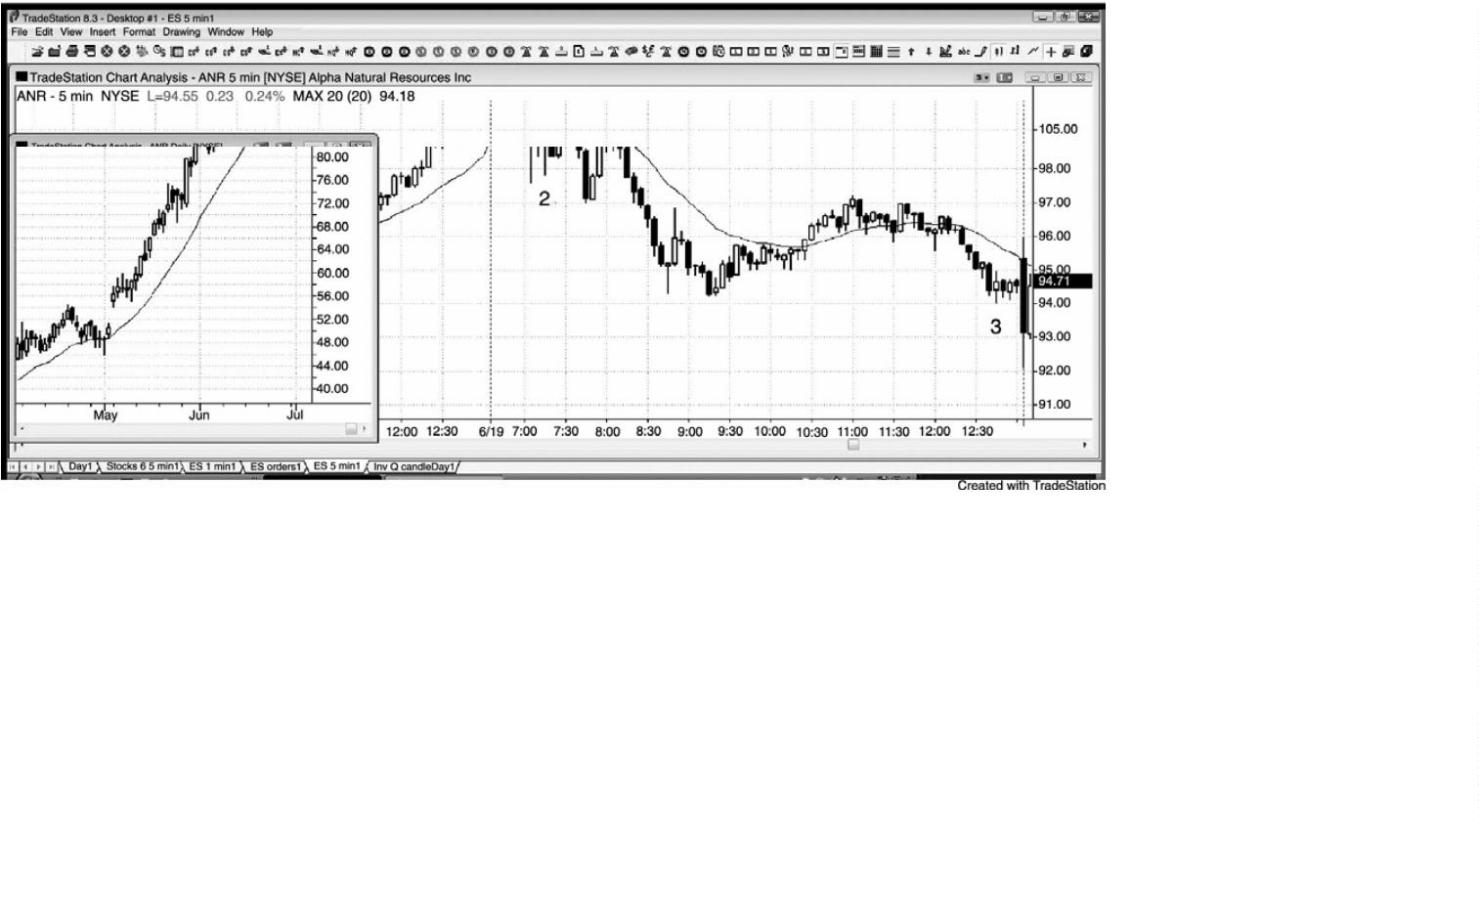 TradeStation 8.3 - Desktop #1 - ES 5 min1
File Edit View Insert Format Drawing Window Help
TradeStation Chart Analysis - ANR 5 min [NYSE] Alpha Natural Resources Inc
ANR - 5 min NYSE L=94.55 0.23 0.24% MAX 20 (20) 94.18
105.00
98.00
97.00
96.00
95.00
94.71
94.00
93.00
92.00
91.00
2
3
TradeStation Chart Analysis - ANR Daily [NYSE]
80.00
76.00
72.00
68.00
64.00
60.00
56.00
52.00
48.00
44.00
40.00
May Jun Jul
12:00 12:30 6/19 7:00 7:30 8:00 8:30 9:00 9:30 10:00 10:30 11:00 11:30 12:00 12:30
Day1 Stocks 6 5 min1 ES 1 min1 ES orders1 ES 5 min1 Inv Q candleDay1
Created with TradeStation